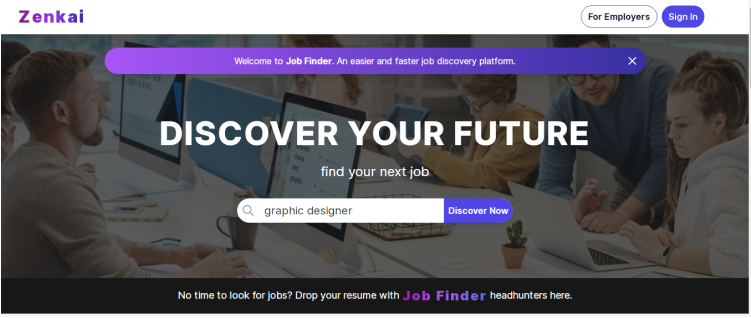 Zenkai
For Employers
Sign In
Welcome to Job Finder. An easier and faster job discovery platform.
DISCOVER YOUR FUTURE
find your next job
graphic designer
Discover Now
No time to look for jobs? Drop your resume with Job Finder headhunters here.